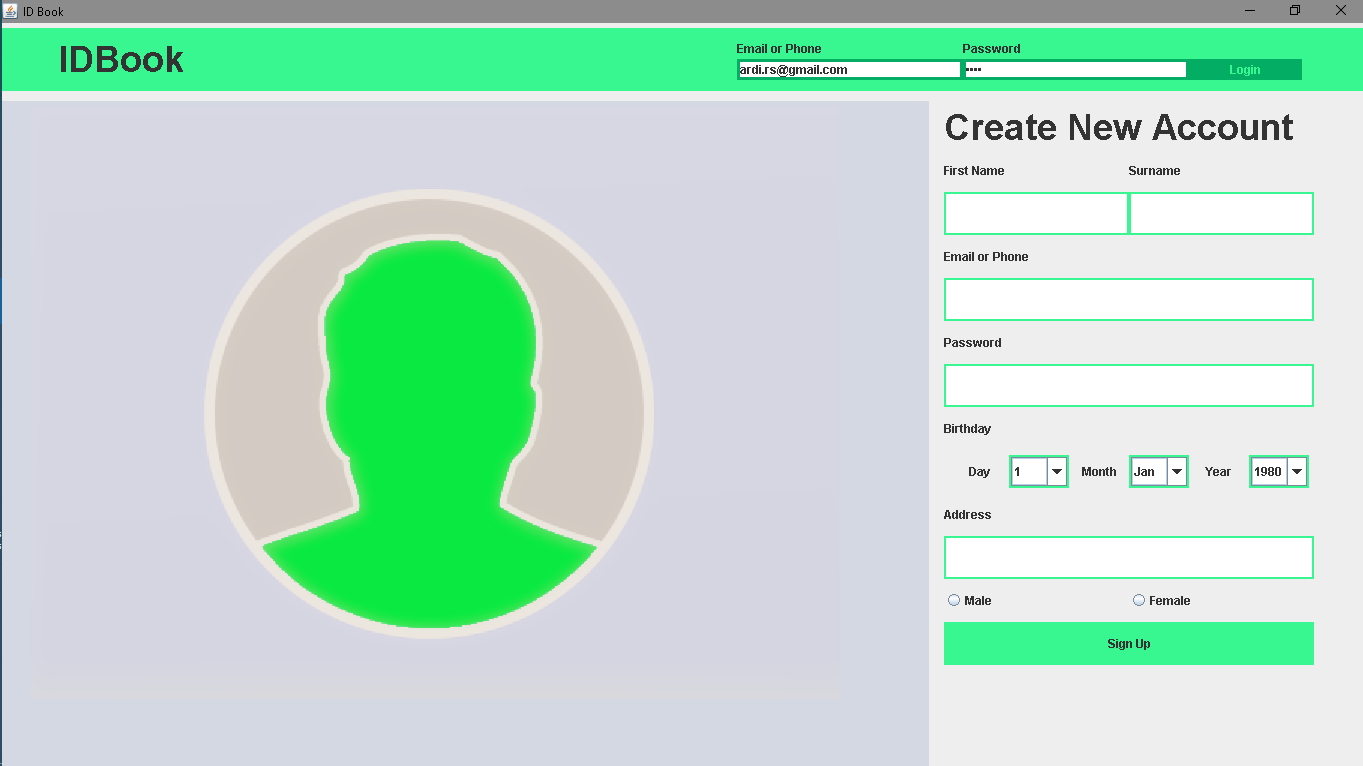 ID Book
IDBook
Email or Phone Password
ardi.rs@gmail.com •••• Login
Create New Account
First Name Surname
Email or Phone
Password
Birthday
Day 1 Month Jan Year 1980
Address
Male Female
Sign Up